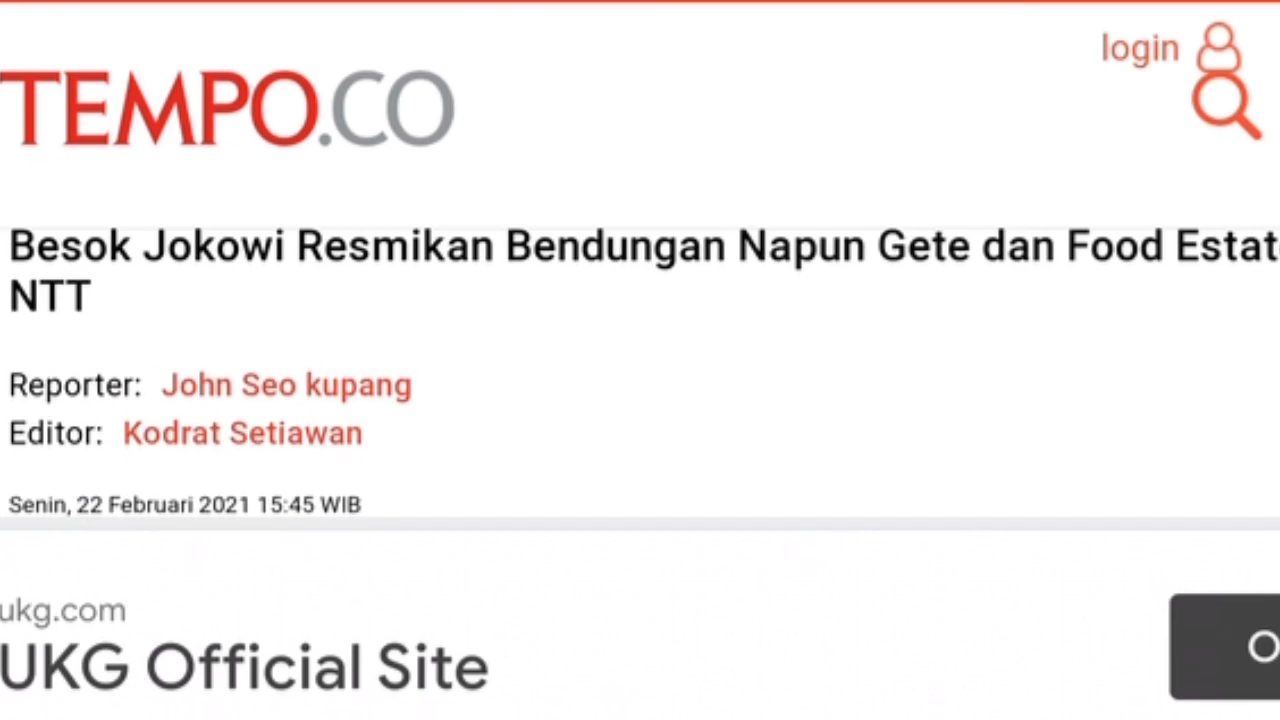 login
TEMPO.CO
Besok Jokowi Resmikan Bendungan Napun Gete dan Food
NTT
Reporter: John Seo kupang
Editor: Kodrat Setiawan
Senin, 22 Februari 2021 15:45 WIB
ukg.com
UKG Official Site